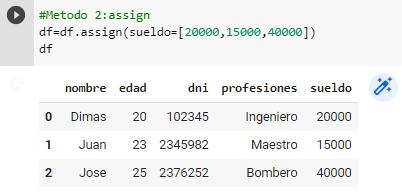 #Metodo 2:assign
df=df.assign(sueldo=[20000,15000,40000])
df
nombre edad dni profesiones sueldo
0 Dimas 20 102345 Ingeniero 20000
1 Juan 23 2345982 Maestro 15000
2 Jose 25 2376252 Bombero 40000